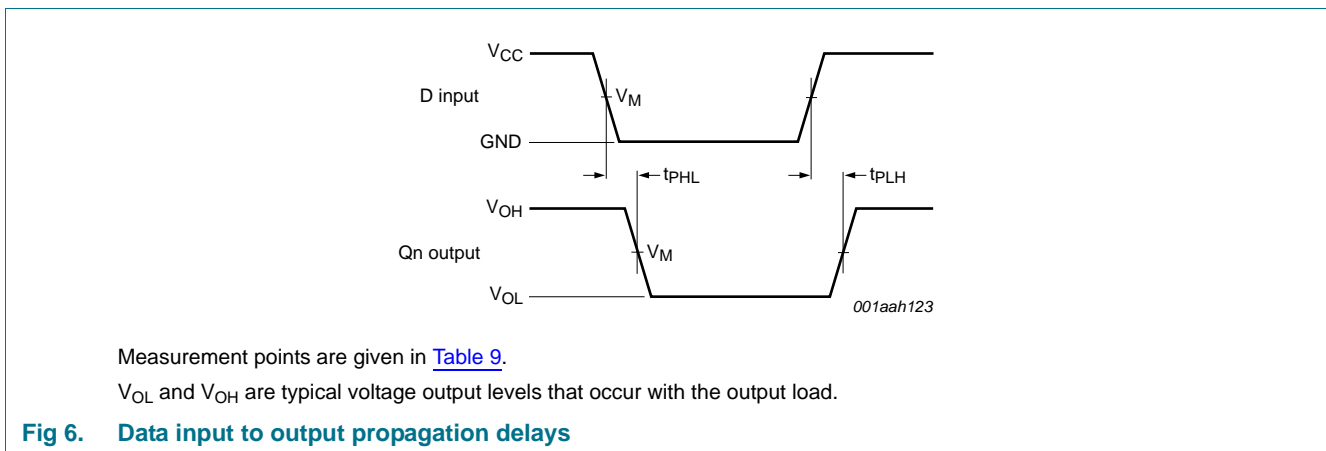 VCC
D input
VM
GND
tPHL
tPLH
VOH
Qn output
VM
VOL
001aah123
Measurement points are given in Table 9.
VOL and VOH are typical voltage output levels that occur with the output load.
Fig 6. Data input to output propagation delays